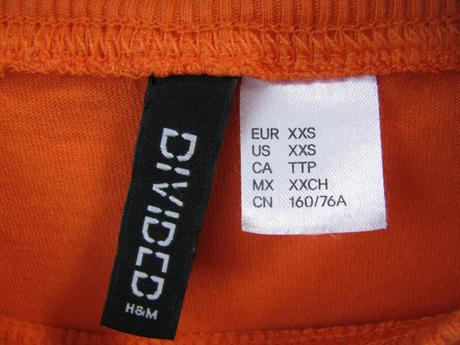 DIVIDED
H&M
EUR XXS
US XXS
CA TTP
MX XXCH
CN 160/76A